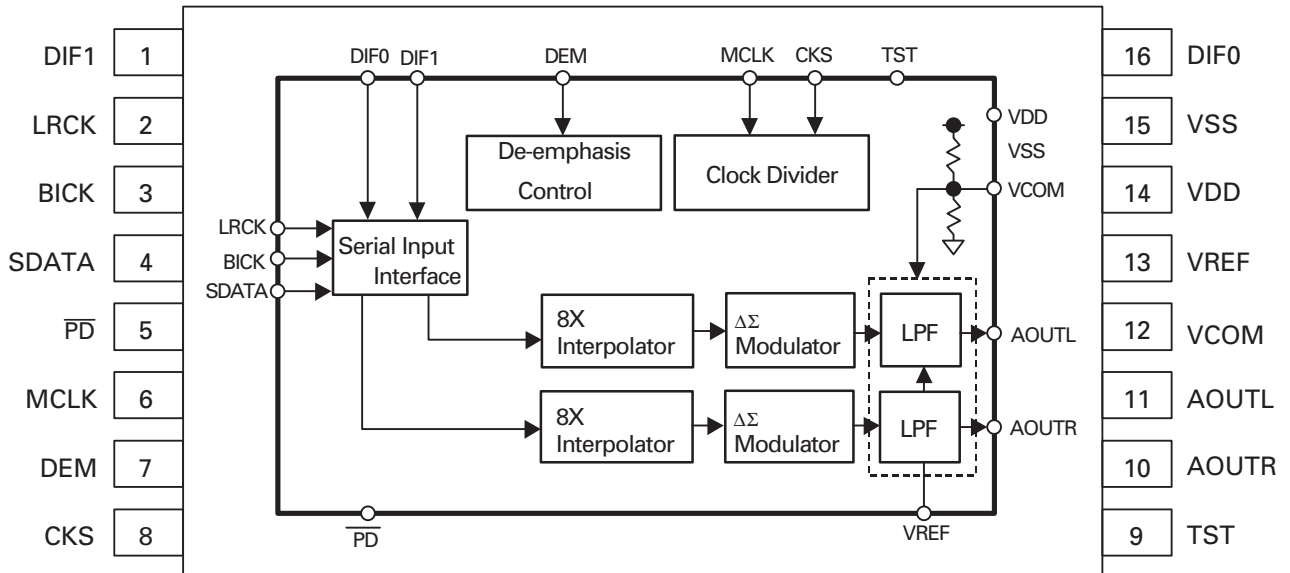 DIF1 1
LRCK 2
BICK 3
SDATA 4
PD 5
MCLK 6
DEM 7
CKS 8
DIF0 DIF1 DEM MCLK CKS TST
VDD
VSS
VCOM
De-emphasis
Control
Clock Divider
LRCK
BICK
SDATA
Serial Input
Interface
8X
Interpolator
ΔΣ
Modulator
LPF
AOUTL
8X
Interpolator
ΔΣ
Modulator
LPF
AOUTR
PD
VREF
16 DIF0
15 VSS
14 VDD
13 VREF
12 VCOM
11 AOUTL
10 AOUTR
9 TST